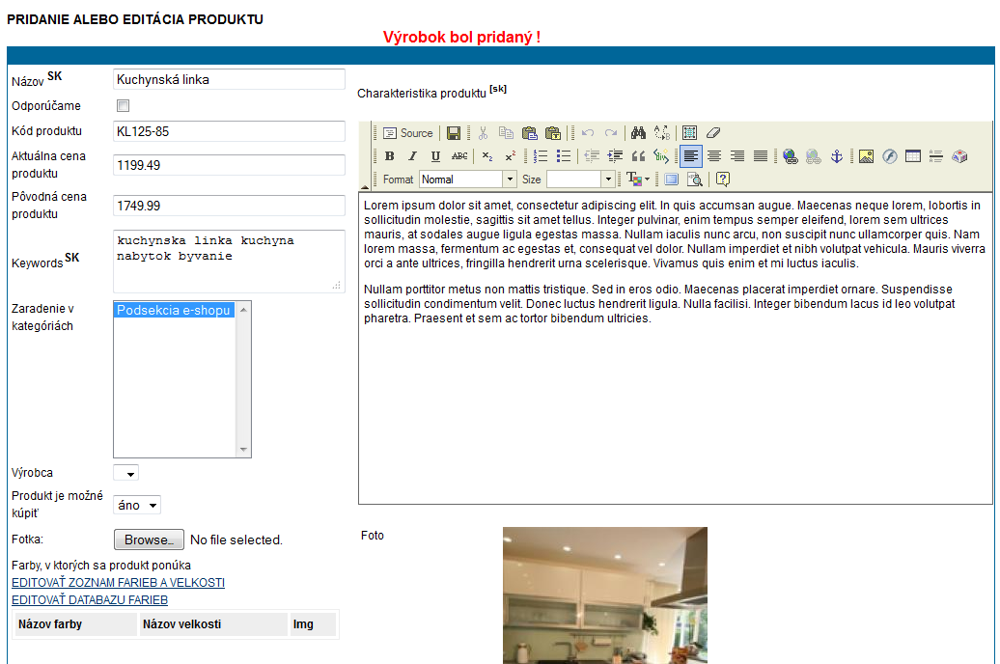 PRIDANIE ALEBO EDITÁCIA PRODUKTU
Výrobok bol pridaný !
Názov SK
Kuchynská linka
Odporúčame
Kód produktu
KL125-85
Aktuálna cena
produktu
1199.49
Pôvodná cena
produktu
1749.99
Keywords SK
kuchynska linka kuchyna
nabytok byvanie
Zaradenie v
kategóriách
Podsekcia e-shopu
Výrobca
Produkt je možné
kúpiť
áno
Fotka:
Browse… No file selected.
Farby, v ktorých sa produkt ponúka
EDITOVAŤ ZOZNAM FARIEB A VELKOSTI
EDITOVAŤ DATABAZU FARIEB
Názov farby Názov velkosti Img
Charakteristika produktu [sk]
Source
B I U ABC x2 x2
Format Normal Size
Lorem ipsum dolor sit amet, consectetur adipiscing elit. In quis accumsan augue. Maecenas neque lorem, lobortis in
sollicitudin molestie, sagittis sit amet tellus. Integer pulvinar, enim tempus semper eleifend, lorem sem ultrices
mauris, at sodales augue ligula egestas massa. Nullam iaculis nunc arcu, non suscipit nunc ullamcorper quis. Nam
lorem massa, fermentum ac egestas et, consequat vel dolor. Nullam imperdiet et nibh volutpat vehicula. Mauris viverra
orci a ante ultrices, fringilla hendrerit urna scelerisque. Vivamus quis enim et mi luctus iaculis.
Nullam porttitor metus non mattis tristique. Sed in eros odio. Maecenas placerat imperdiet ornare. Suspendisse
sollicitudin condimentum velit. Donec luctus hendrerit ligula. Nulla facilisi. Integer bibendum lacus id leo volutpat
pharetra. Praesent et sem ac tortor bibendum ultricies.
Foto